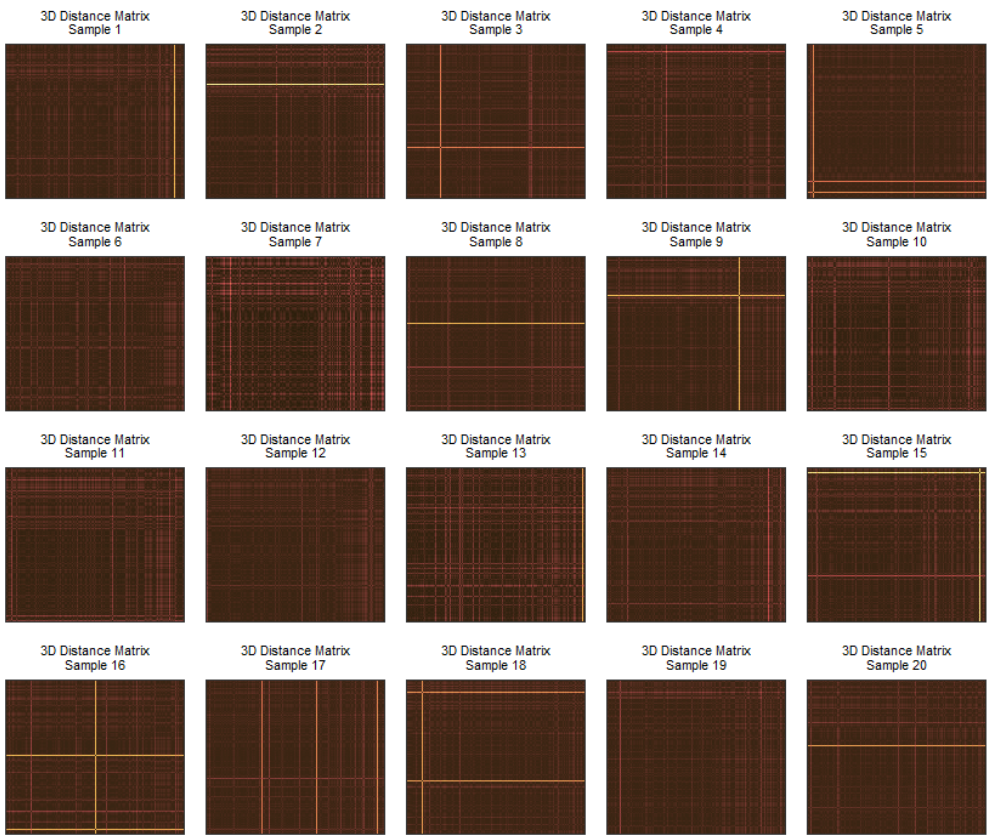 3D Distance Matrix
Sample 1
3D Distance Matrix
Sample 2
3D Distance Matrix
Sample 3
3D Distance Matrix
Sample 4
3D Distance Matrix
Sample 5
3D Distance Matrix
Sample 6
3D Distance Matrix
Sample 7
3D Distance Matrix
Sample 8
3D Distance Matrix
Sample 9
3D Distance Matrix
Sample 10
3D Distance Matrix
Sample 11
3D Distance Matrix
Sample 12
3D Distance Matrix
Sample 13
3D Distance Matrix
Sample 14
3D Distance Matrix
Sample 15
3D Distance Matrix
Sample 16
3D Distance Matrix
Sample 17
3D Distance Matrix
Sample 18
3D Distance Matrix
Sample 19
3D Distance Matrix
Sample 20